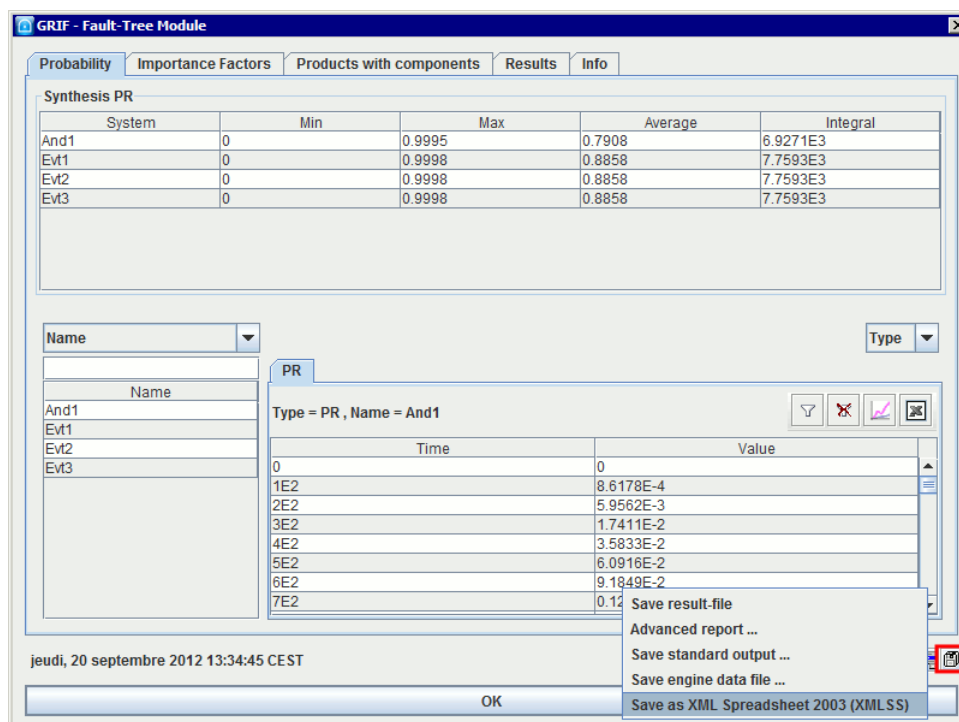 GRIF - Fault-Tree Module
Probability Importance Factors Products with components Results Info
Synthesis PR
System Min Max Average Integral
And1 0 0.9995 0.7908 6.9271E3
Evt1 0 0.9998 0.8858 7.7593E3
Evt2 0 0.9998 0.8858 7.7593E3
Evt3 0 0.9998 0.8858 7.7593E3
Name Type
PR
Name
And1
Evt1
Evt2
Evt3
Type = PR , Name = And1
Time Value
0 0
1E2 8.6178E-4
2E2 5.9562E-3
3E2 1.7411E-2
4E2 3.5833E-2
5E2 6.0916E-2
6E2 9.1849E-2
7E2
Save result-file
Advanced report ...
Save standard output ...
Save engine data file ...
Save as XML Spreadsheet 2003 (XMLSS)
jeudi, 20 septembre 2012 13:34:45 CEST
OK